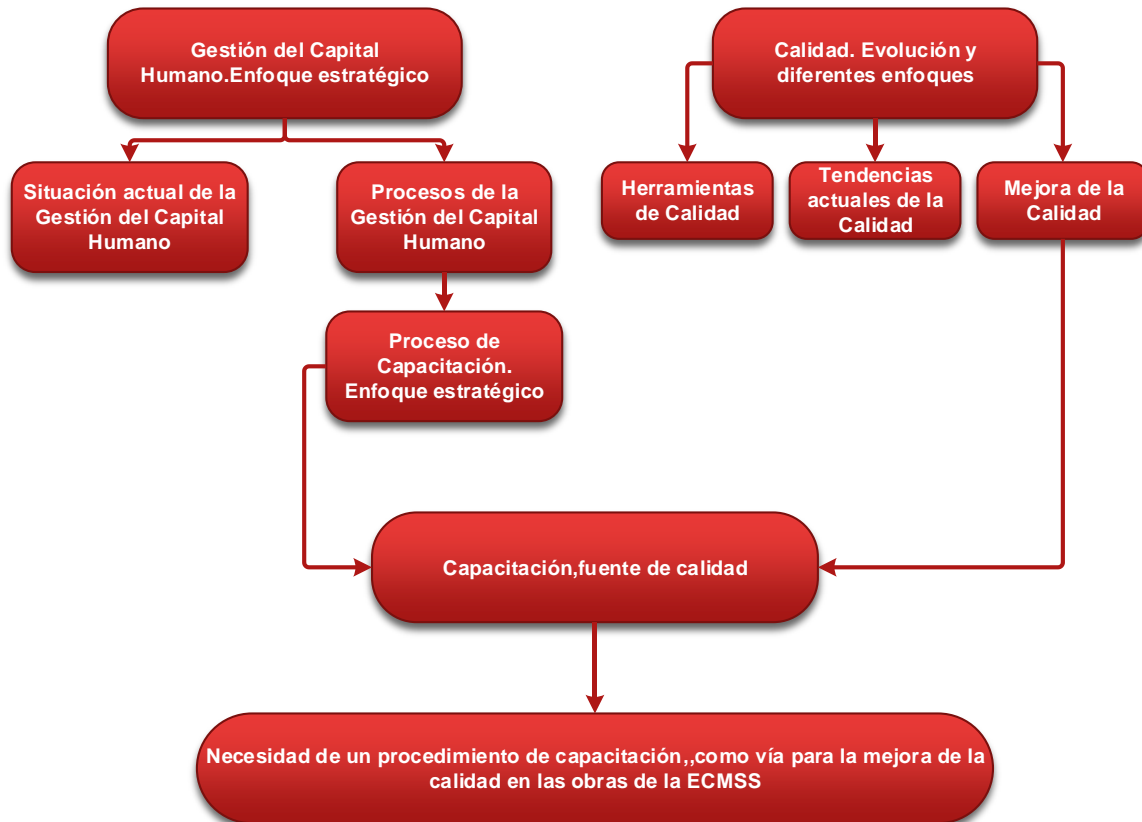 Gestión del Capital
Humano.Enfoque estratégico
Calidad. Evolución y
diferentes enfoques
Situación actual de la
Gestión del Capital
Humano
Procesos de la
Gestión del Capital
Humano
Herramientas
de Calidad
Tendencias
actuales de la
Calidad
Mejora de la
Calidad
Proceso de
Capacitación.
Enfoque estratégico
Capacitación,fuente de calidad
Necesidad de un procedimiento de capacitación,,como vía para la mejora de la
calidad en las obras de la ECMSS